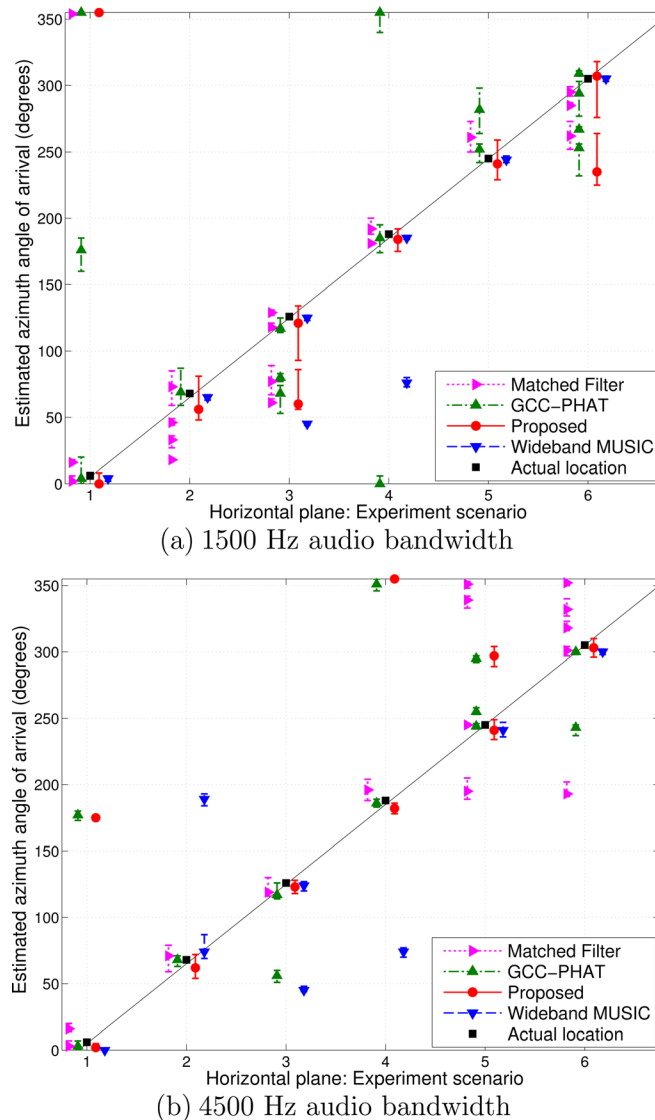 350
300
250
200
150
100
50
0
Estimated azimuth angle of arrival (degrees)
Matched Filter
GCC−PHAT
Proposed
Wideband MUSIC
Actual location
1 2 3 4 5 6
Horizontal plane: Experiment scenario
(a) 1500 Hz audio bandwidth
350
300
250
200
150
100
50
0
Estimated azimuth angle of arrival (degrees)
Matched Filter
GCC−PHAT
Proposed
Wideband MUSIC
Actual location
1 2 3 4 5 6
Horizontal plane: Experiment scenario
(b) 4500 Hz audio bandwidth